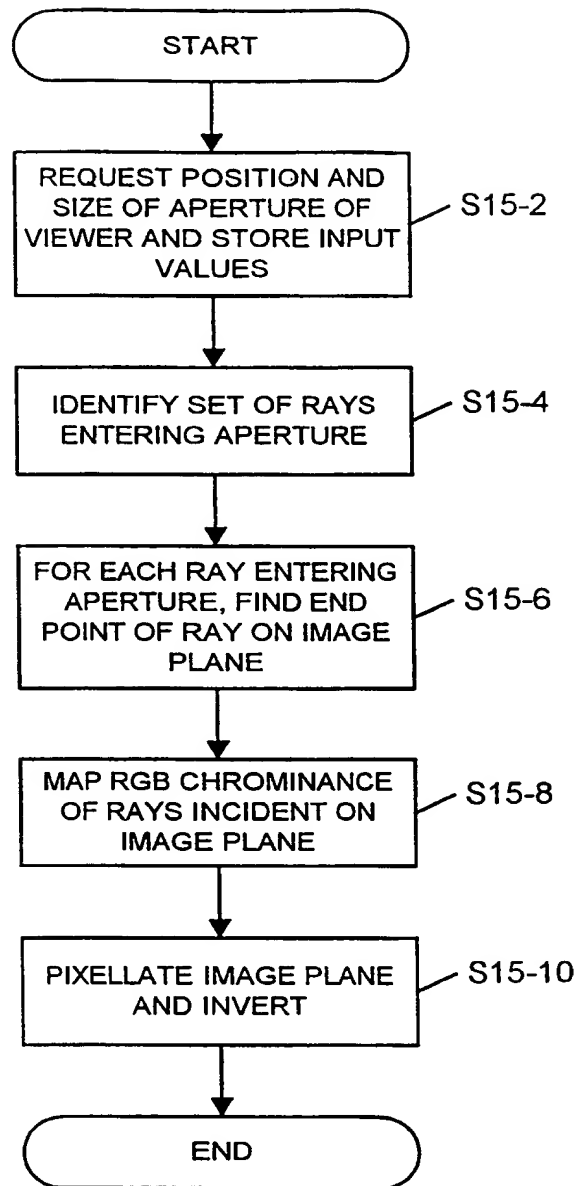 START
REQUEST POSITION AND
SIZE OF APERTURE OF
VIEWER AND STORE INPUT
VALUES
S15-2
IDENTIFY SET OF RAYS
ENTERING APERTURE
S15-4
FOR EACH RAY ENTERING
APERTURE, FIND END
POINT OF RAY ON IMAGE
PLANE
S15-6
MAP RGB CHROMINANCE
OF RAYS INCIDENT ON
IMAGE PLANE
S15-8
PIXELLATE IMAGE PLANE
AND INVERT
S15-10
END